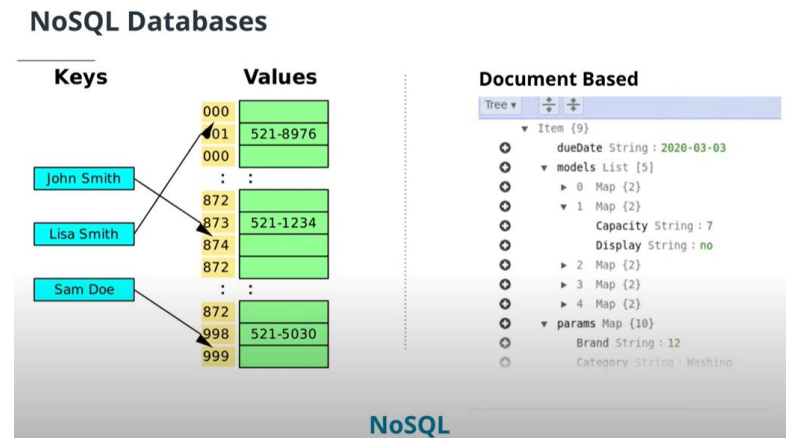 NoSQL Databases
Keys
Values
000
01 521-8976
000
: :
John Smith
872
873 521-1234
Lisa Smith
874
872
Sam Doe
: :
872
998 521-5030
999
Document Based
Tree ▾
▼ Item {9}
dueDate String : 2020-03-03
▼ models List [5]
▶ 0 Map {2}
▼ 1 Map {2}
Capacity String : 7
Display String : no
▶ 2 Map {2}
▶ 3 Map {2}
▶ 4 Map {2}
▼ params Map {10}
Brand String : 12
Category String : Washing
NoSQL